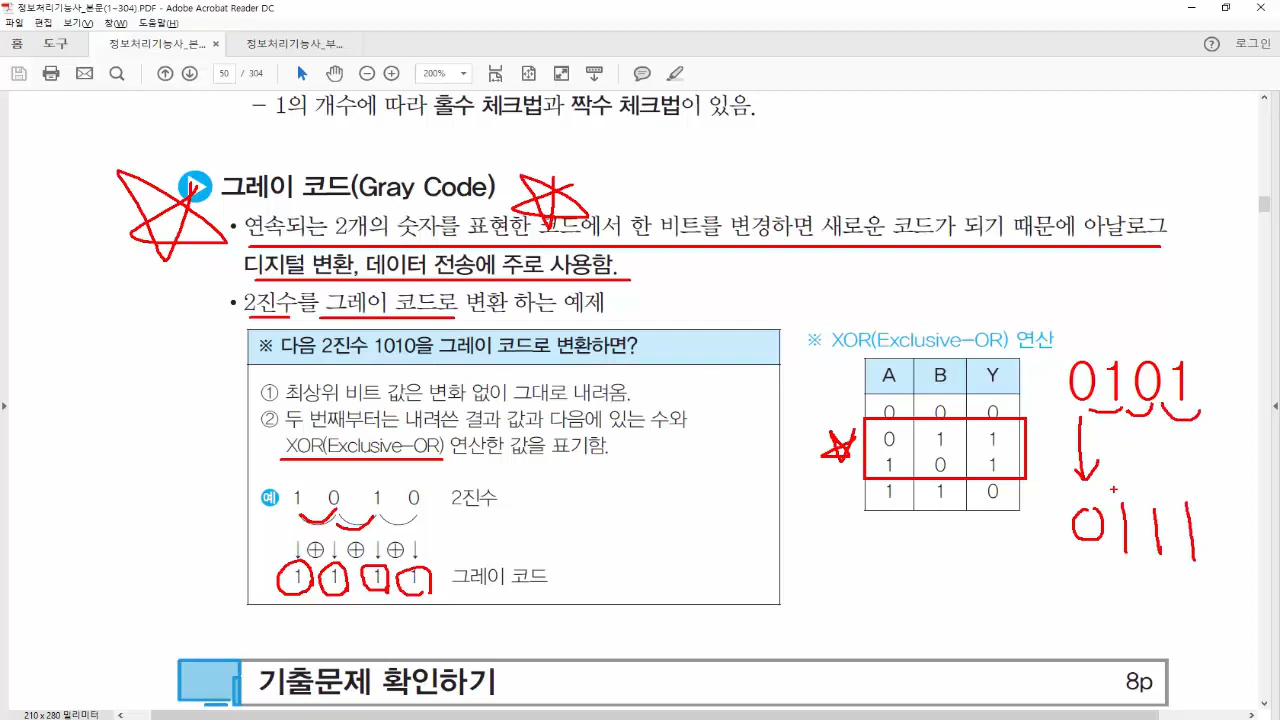 정보처리기능사_본문(1~304).PDF - Adobe Acrobat Reader DC
파일 편집 보기(V) 창(W) 도움말(H)
홈 도구 정보처리기능사_본... × 정보처리기능사_부... ? 로그인
50 / 304 200%
– 1의 개수에 따라 홀수 체크법과 짝수 체크법이 있음.
그레이 코드(Gray Code)
• 연속되는 2개의 숫자를 표현한 코드에서 한 비트를 변경하면 새로운 코드가 되기 때문에 아날로그
디지털 변환, 데이터 전송에 주로 사용함.
• 2진수를 그레이 코드로 변환 하는 예제
※ 다음 2진수 1010을 그레이 코드로 변환하면?
① 최상위 비트 값은 변화 없이 그대로 내려옴.
② 두 번째부터는 내려쓴 결과 값과 다음에 있는 수와
XOR(Exclusive-OR) 연산한 값을 표기함.
예 1 0 1 0 2진수
↓⊕↓⊕↓⊕↓
1 1 1 1 그레이 코드
※ XOR(Exclusive-OR) 연산
A B Y
0 0 0
0 1 1
1 0 1
1 1 0
0101
0111
기출문제 확인하기 8p
210 x 280 밀리미터